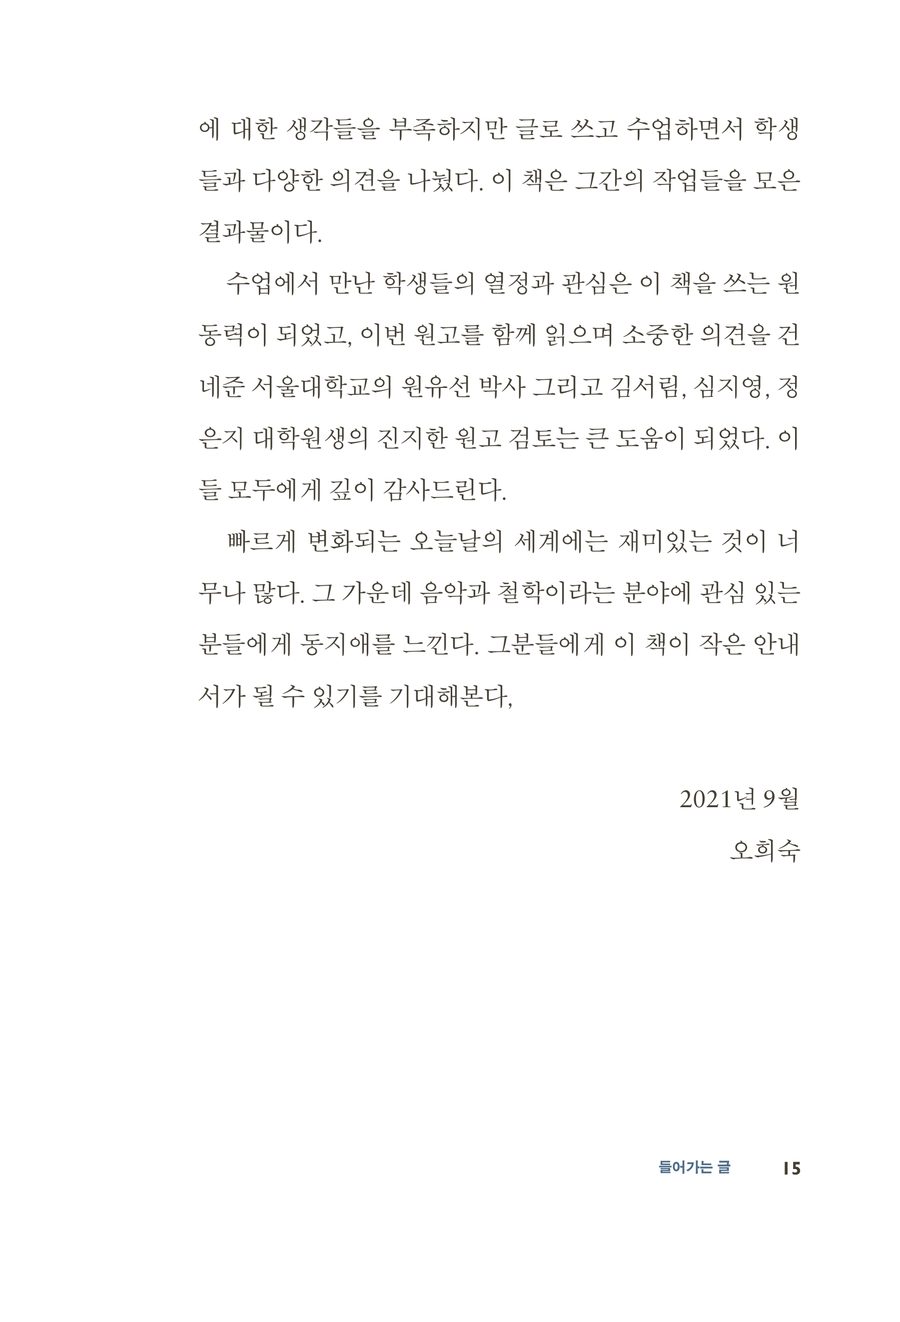 에 대한 생각들을 부족하지만 글로 쓰고 수업하면서 학생
들과 다양한 의견을 나눴다. 이 책은 그간의 작업들을 모은
결과물이다.
수업에서 만난 학생들의 열정과 관심은 이 책을 쓰는 원
동력이 되었고, 이번 원고를 함께 읽으며 소중한 의견을 건
네준 서울대학교의 원유선 박사 그리고 김서림, 심지영, 정
은지 대학원생의 진지한 원고 검토는 큰 도움이 되었다. 이
들 모두에게 깊이 감사드린다.
빠르게 변화되는 오늘날의 세계에는 재미있는 것이 너
무나 많다. 그 가운데 음악과 철학이라는 분야에 관심 있는
분들에게 동지애를 느낀다. 그분들에게 이 책이 작은 안내
서가 될 수 있기를 기대해본다,
2021년 9월
오희숙
들어가는 글 15